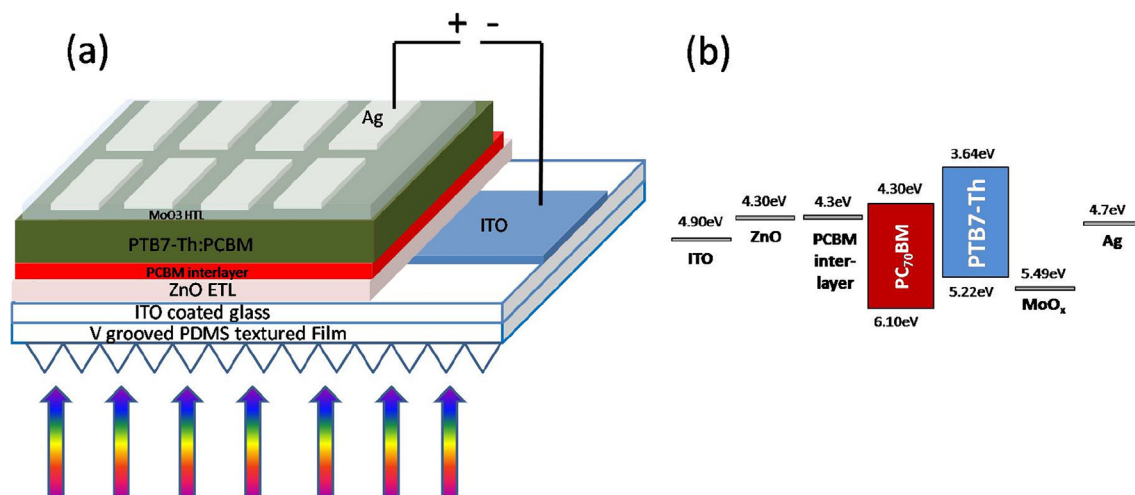 (a)
+ -
Ag
MoO3 HTL
PTB7-Th:PCBM
PCBM interlayer
ZnO ETL
ITO coated glass
V grooved PDMS textured Film
ITO
(b)
4.90eV
ITO
4.30eV
ZnO
4.3eV
PCBM
inter-
layer
4.30eV
PC₇₀BM
6.10eV
3.64eV
PTB7-Th
5.22eV
5.49eV
MoOₓ
4.7eV
Ag